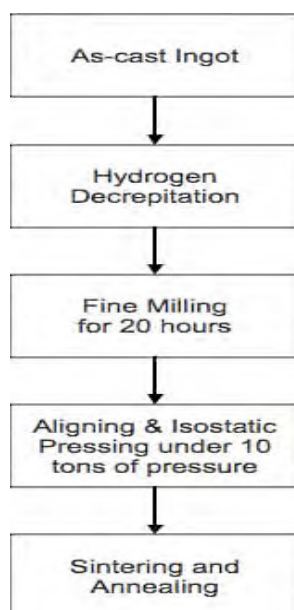 As-cast Ingot
Hydrogen
Decrepitation
Fine Milling
for 20 hours
Aligning & Isostatic
Pressing under 10
tons of pressure
Sintering and
Annealing